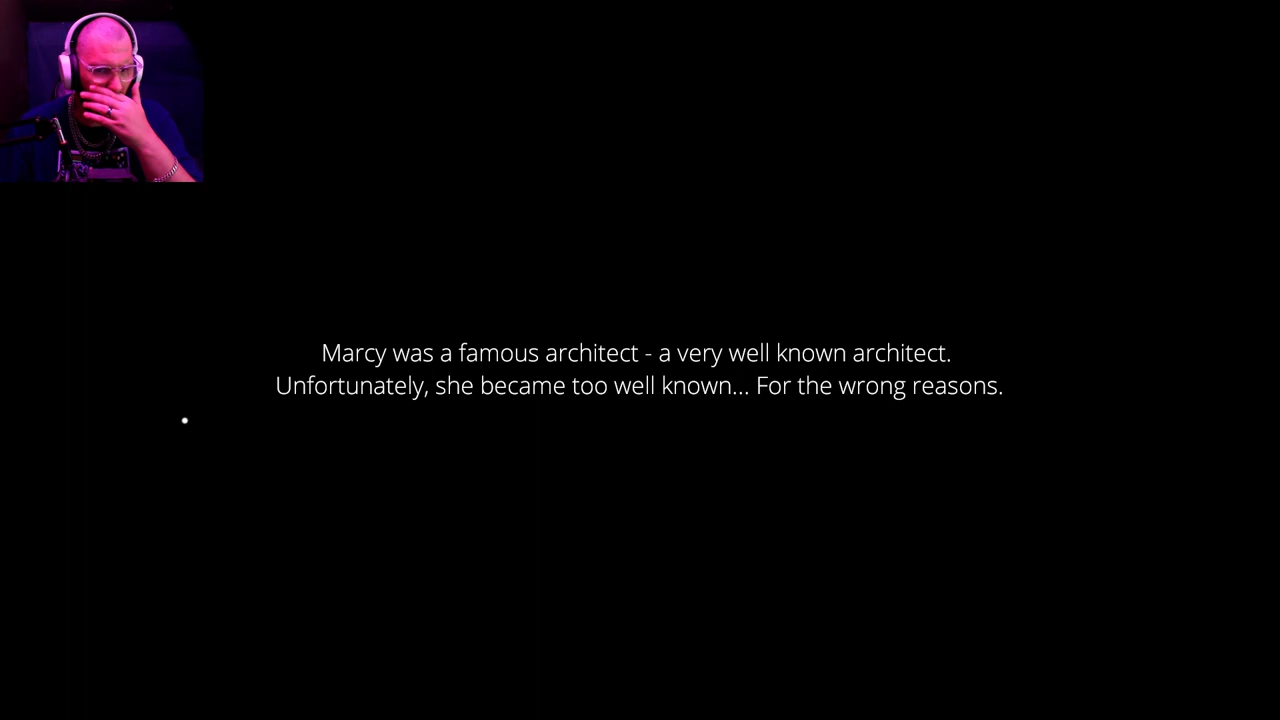 Marcy was a famous architect - a very well known architect.
Unfortunately, she became too well known... For the wrong reasons.